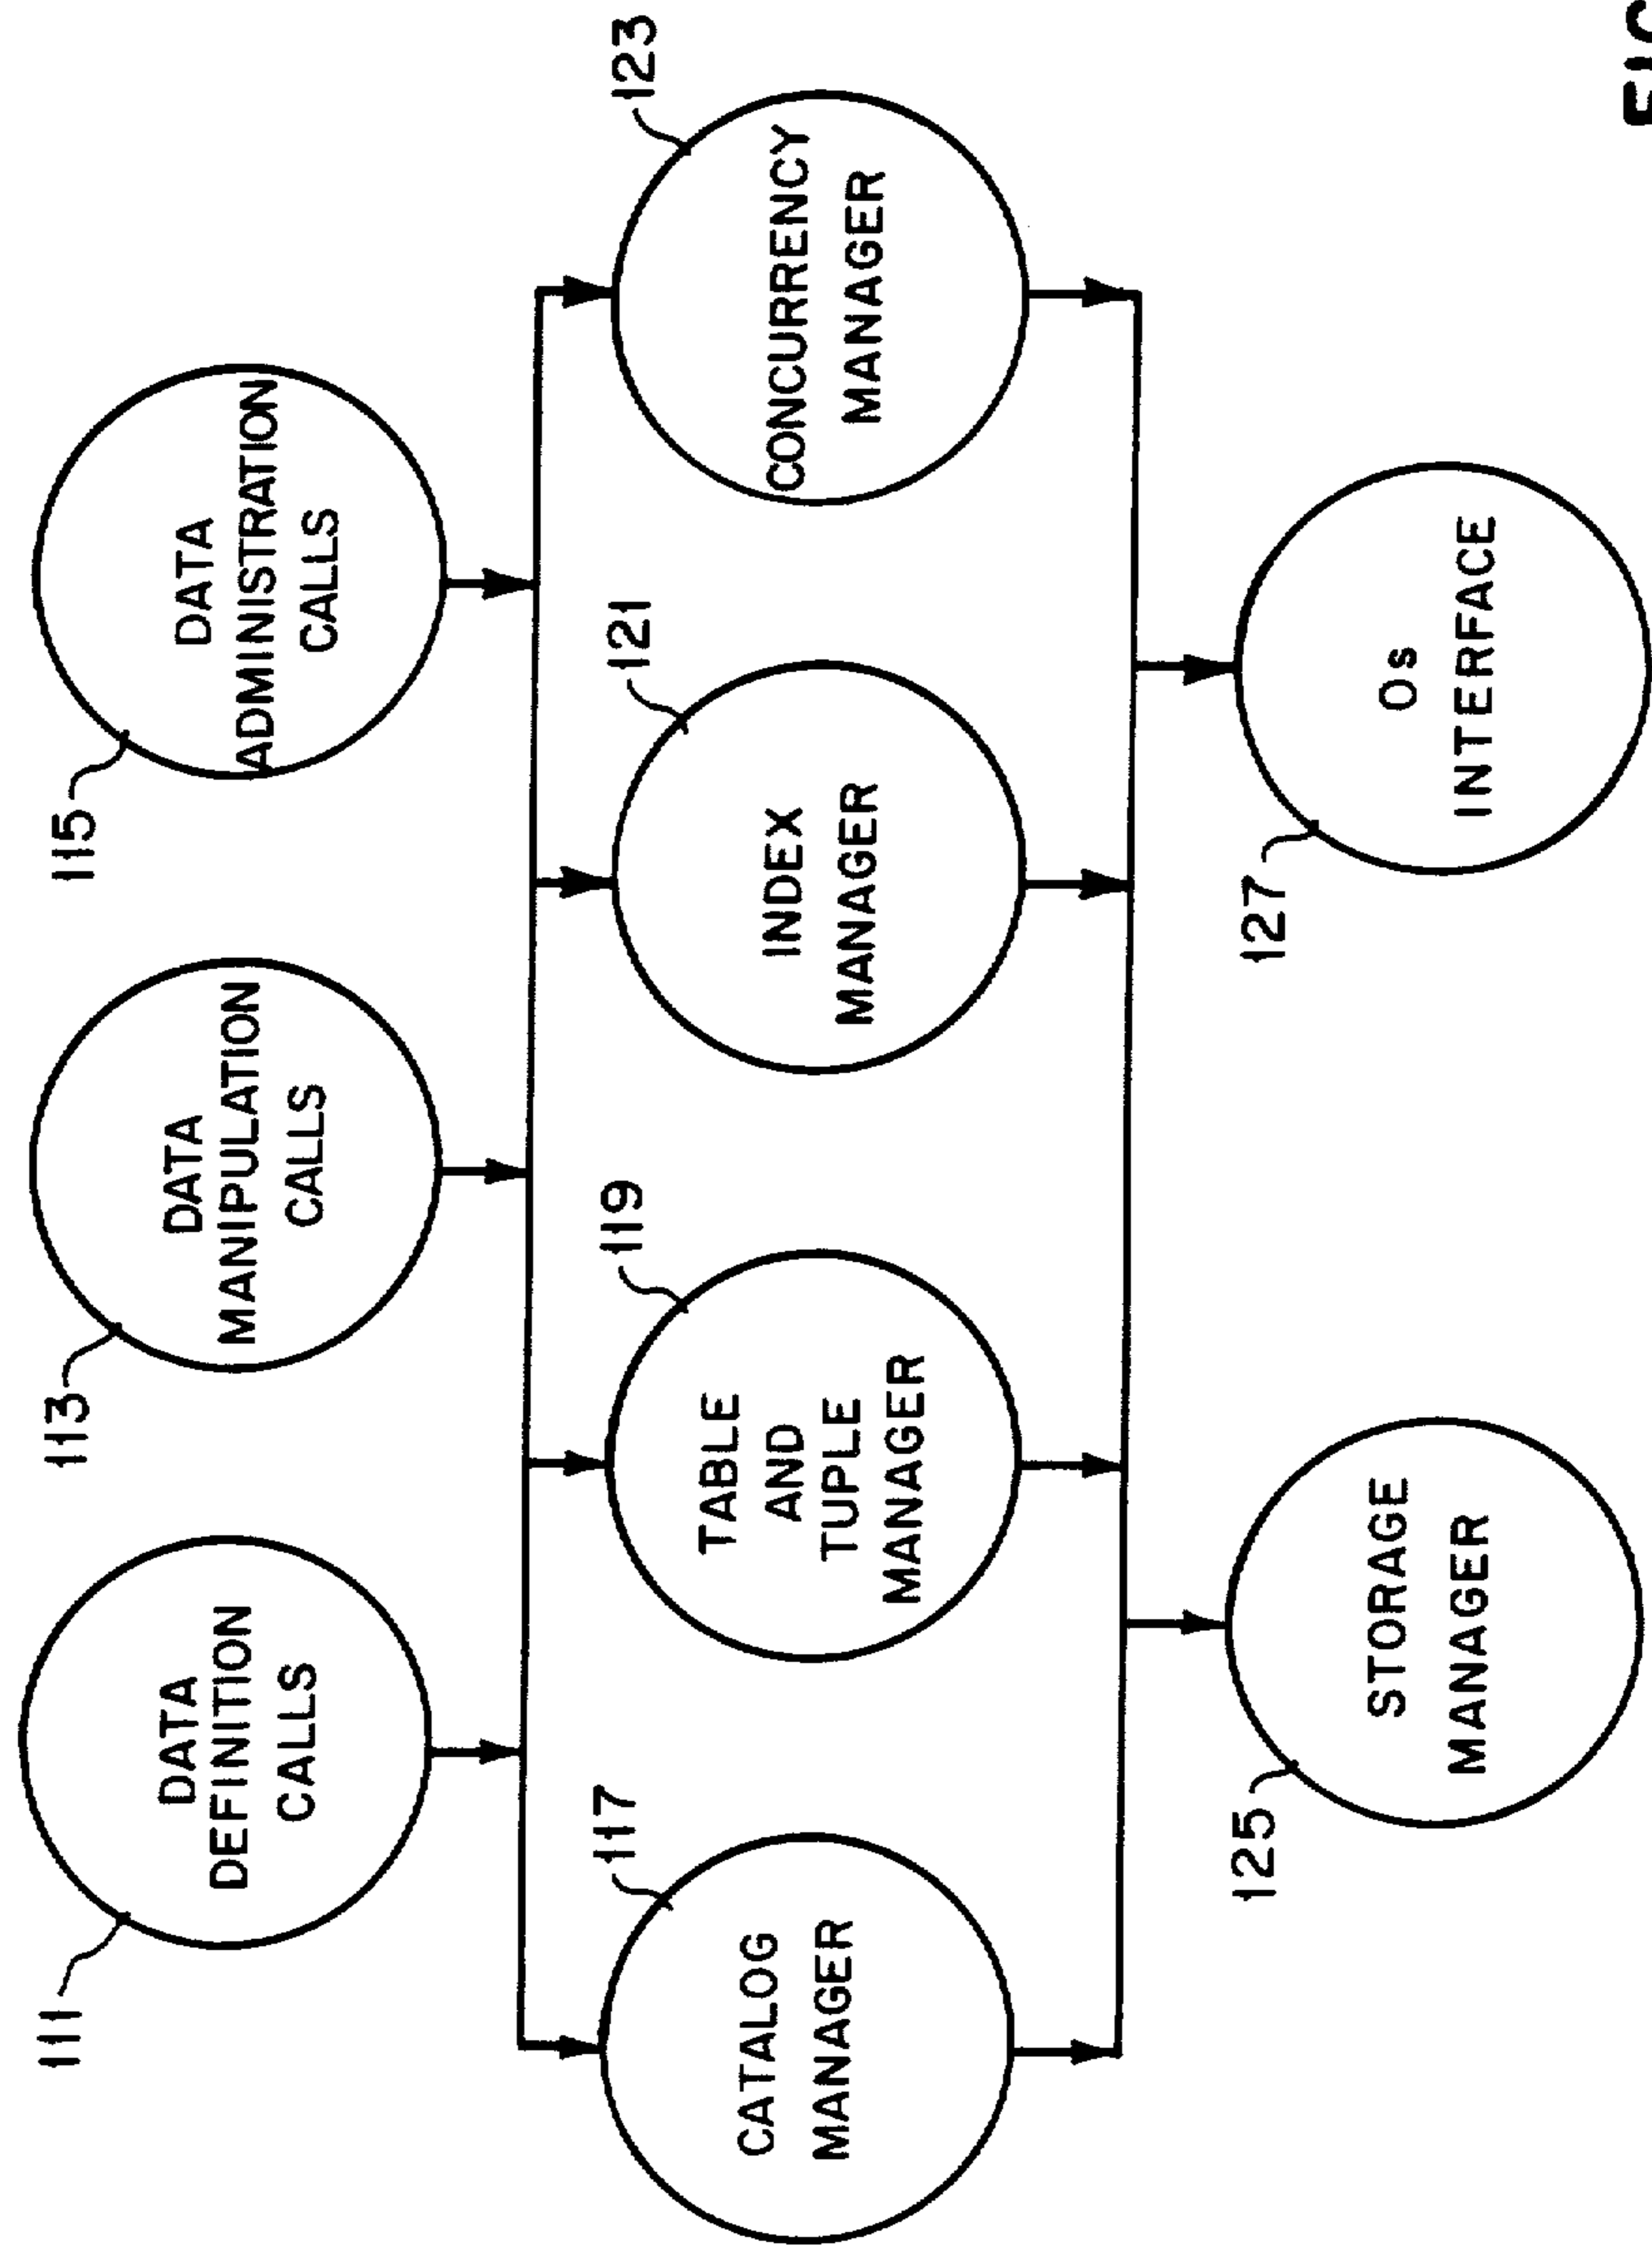 111
DATA
DEFINITION
CALLS
113
DATA
MANIPULATION
CALLS
115
DATA
ADMINISTRATION
CALLS
117
CATALOG
MANAGER
119
TABLE
AND
TUPLE
MANAGER
121
INDEX
MANAGER
123
CONCURRENCY
MANAGER
125
STORAGE
MANAGER
127
Os
INTERFACE